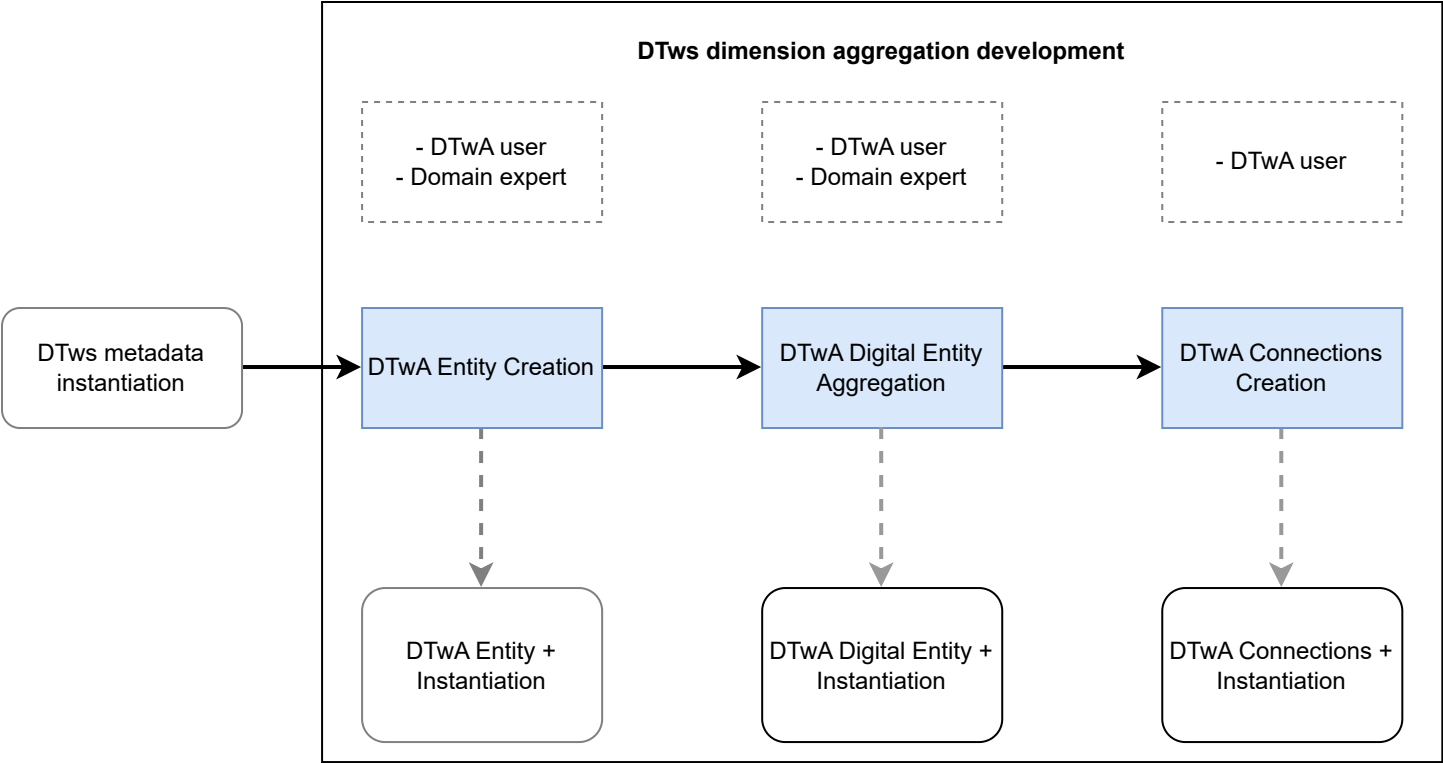 DTws dimension aggregation development
- DTwA user
- Domain expert
- DTwA user
- Domain expert
- DTwA user
DTws metadata
instantiation
DTwA Entity Creation
DTwA Digital Entity
Aggregation
DTwA Connections
Creation
DTwA Entity +
Instantiation
DTwA Digital Entity +
Instantiation
DTwA Connections +
Instantiation